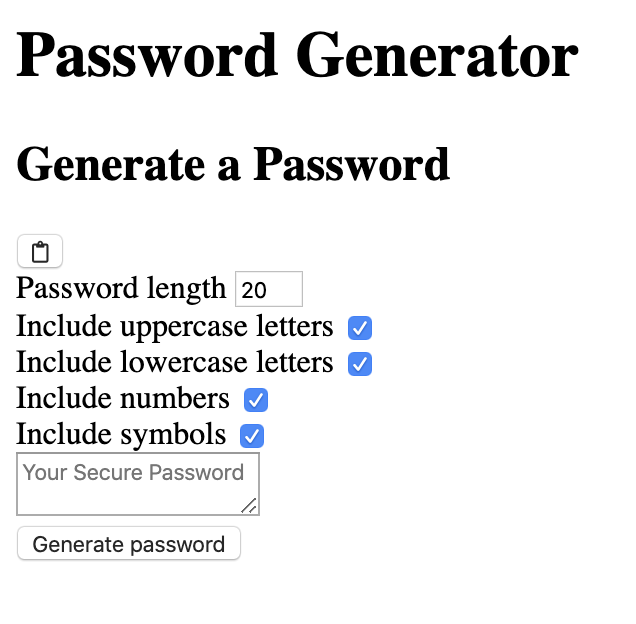 Password Generator
Generate a Password
Password length 20
Include uppercase letters
Include lowercase letters
Include numbers
Include symbols
Your Secure Password
Generate password